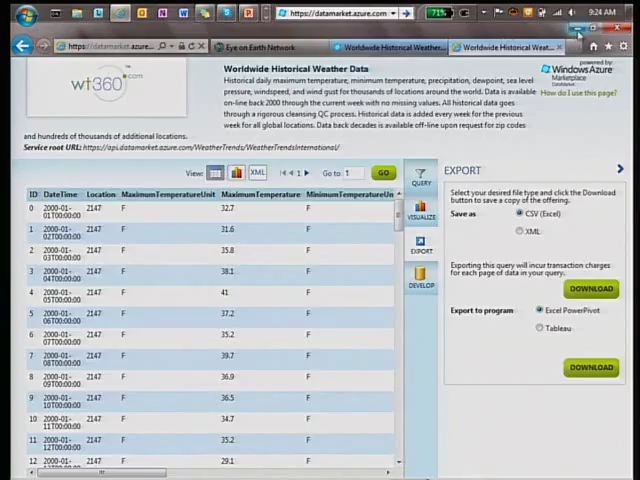 https://datamarket.azure.com
71%
9:24 AM
https://datamarket.azure...
Eye on Earth Network
Worldwide Historical Weather...
Worldwide Historical Weat...
wt360.com
Worldwide Historical Weather Data
Historical daily maximum temperature, minimum temperature, precipitation, dewpoint, sea level
pressure, windspeed, and wind gust for thousands of locations around the world. Data is available
on-line back 2000 through the current week with no missing values. All historical data goes
through a rigorous cleansing QC process. Historical data is added every week for the previous
week for all global locations. Data back decades is available off-line upon request for zip codes
and hundreds of thousands of additional locations.
Service root URL: https://api.datamarket.azure.com/WeatherTrends/WeatherTrendsInternational/
powered by:
Windows Azure
Marketplace
How do I use this page?
View: XML 1 Go to 1 GO
ID DateTime Location MaximumTemperatureUnit MaximumTemperature MinimumTemperatureUn
0 2000-01-01T00:00:00 2147 F 32.7
1 2000-01-02T00:00:00 2147 F 31.6
2 2000-01-03T00:00:00 2147 F 35.8
3 2000-01-04T00:00:00 2147 F 38.1
4 2000-01-05T00:00:00 2147 F 41
5 2000-01-06T00:00:00 2147 F 37.2
6 2000-01-07T00:00:00 2147 F 35.2
7 2000-01-08T00:00:00 2147 F 39.7
8 2000-01-09T00:00:00 2147 F 36.9
9 2000-01-10T00:00:00 2147 F 36.5
10 2000-01-11T00:00:00 2147 F 34.7
11 2000-01-12T00:00:00 2147 F 35.2
12 2000-01- 2147 F 29.1
QUERY
VISUALIZE
EXPORT
DEVELOP
EXPORT
Select your desired file type and click the Download
button to save a copy of the offering.
Save as CSV (Excel)
XML
Exporting this query will incur transaction charges
for each page of data in your query.
DOWNLOAD
Export to program Excel PowerPivot
Tableau
DOWNLOAD